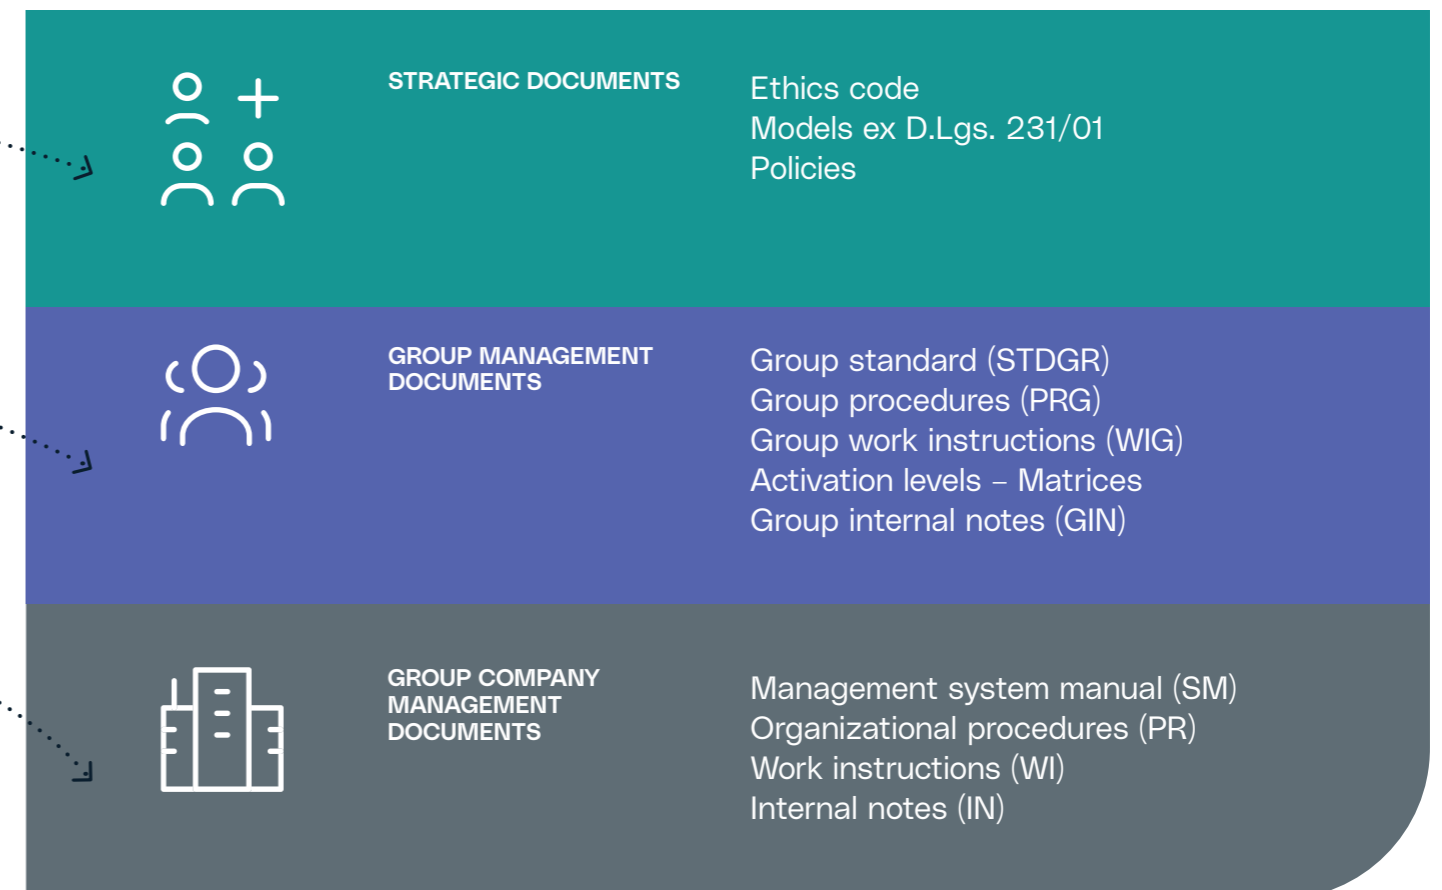 STRATEGIC DOCUMENTS
Ethics code
Models ex D.Lgs. 231/01
Policies
GROUP MANAGEMENT
DOCUMENTS
Group standard (STDGR)
Group procedures (PRG)
Group work instructions (WIG)
Activation levels – Matrices
Group internal notes (GIN)
GROUP COMPANY
MANAGEMENT
DOCUMENTS
Management system manual (SM)
Organizational procedures (PR)
Work instructions (WI)
Internal notes (IN)